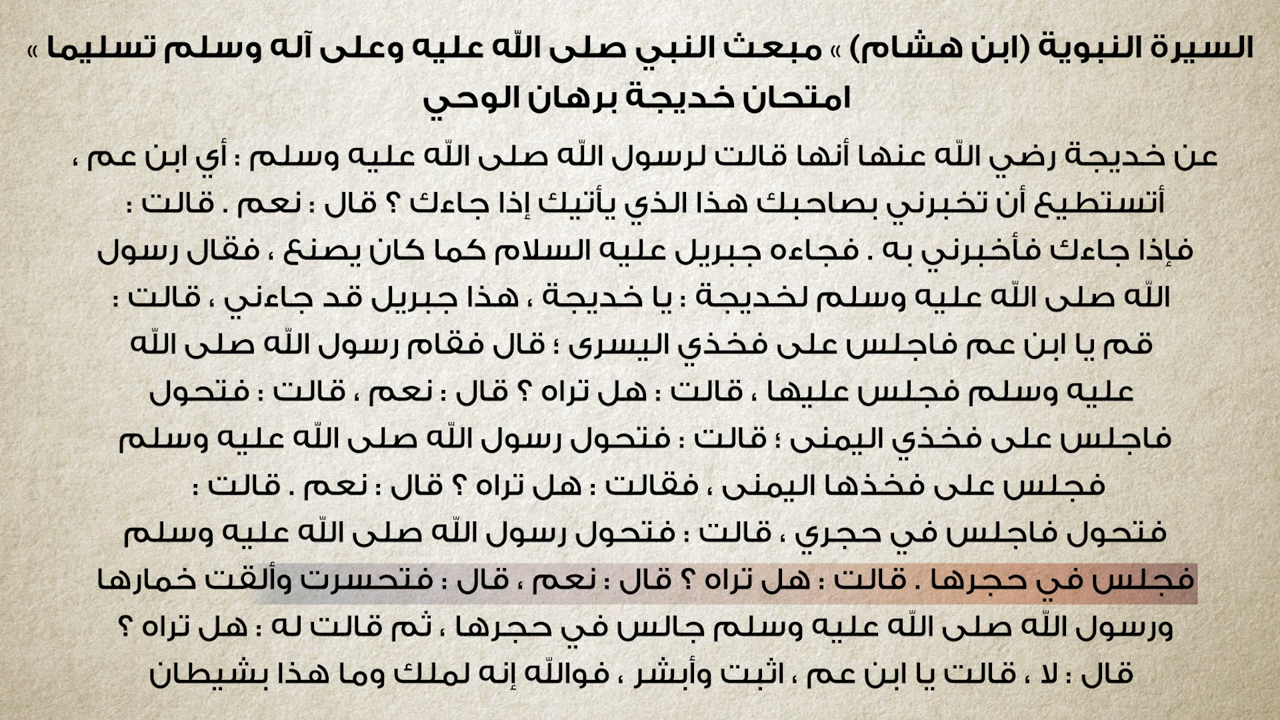 السيرة النبوية (ابن هشام) » مبعث النبي صلى الله عليه وعلى آله وسلم تسليما »
امتحان خديجة برهان الوحي
عن خديجة رضي الله عنها أنها قالت لرسول الله صلى الله عليه وسلم : أي ابن عم ،
أتستطيع أن تخبرني بصاحبك هذا الذي يأتيك إذا جاءك ؟ قال : نعم . قالت :
فإذا جاءك فأخبرني به . فجاءه جبريل عليه السلام كما كان يصنع ، فقال رسول
الله صلى الله عليه وسلم لخديجة : يا خديجة ، هذا جبريل قد جاءني ، قالت :
قم يا ابن عم فاجلس على فخذي اليسرى ؛ قال فقام رسول الله صلى الله
عليه وسلم فجلس عليها ، قالت : هل تراه ؟ قال : نعم ، قالت : فتحول
فاجلس على فخذي اليمنى ؛ قالت : فتحول رسول الله صلى الله عليه وسلم
فجلس على فخذها اليمنى ، فقالت : هل تراه ؟ قال : نعم . قالت :
فتحول فاجلس في حجري ، قالت : فتحول رسول الله صلى الله عليه وسلم
فجلس في حجرها . قالت : هل تراه ؟ قال : نعم ، قال : فتحسرت وألقت خمارها
ورسول الله صلى الله عليه وسلم جالس في حجرها ، ثم قالت له : هل تراه ؟
قال : لا ، قالت يا ابن عم ، اثبت وأبشر ، فوالله إنه لملك وما هذا بشيطان